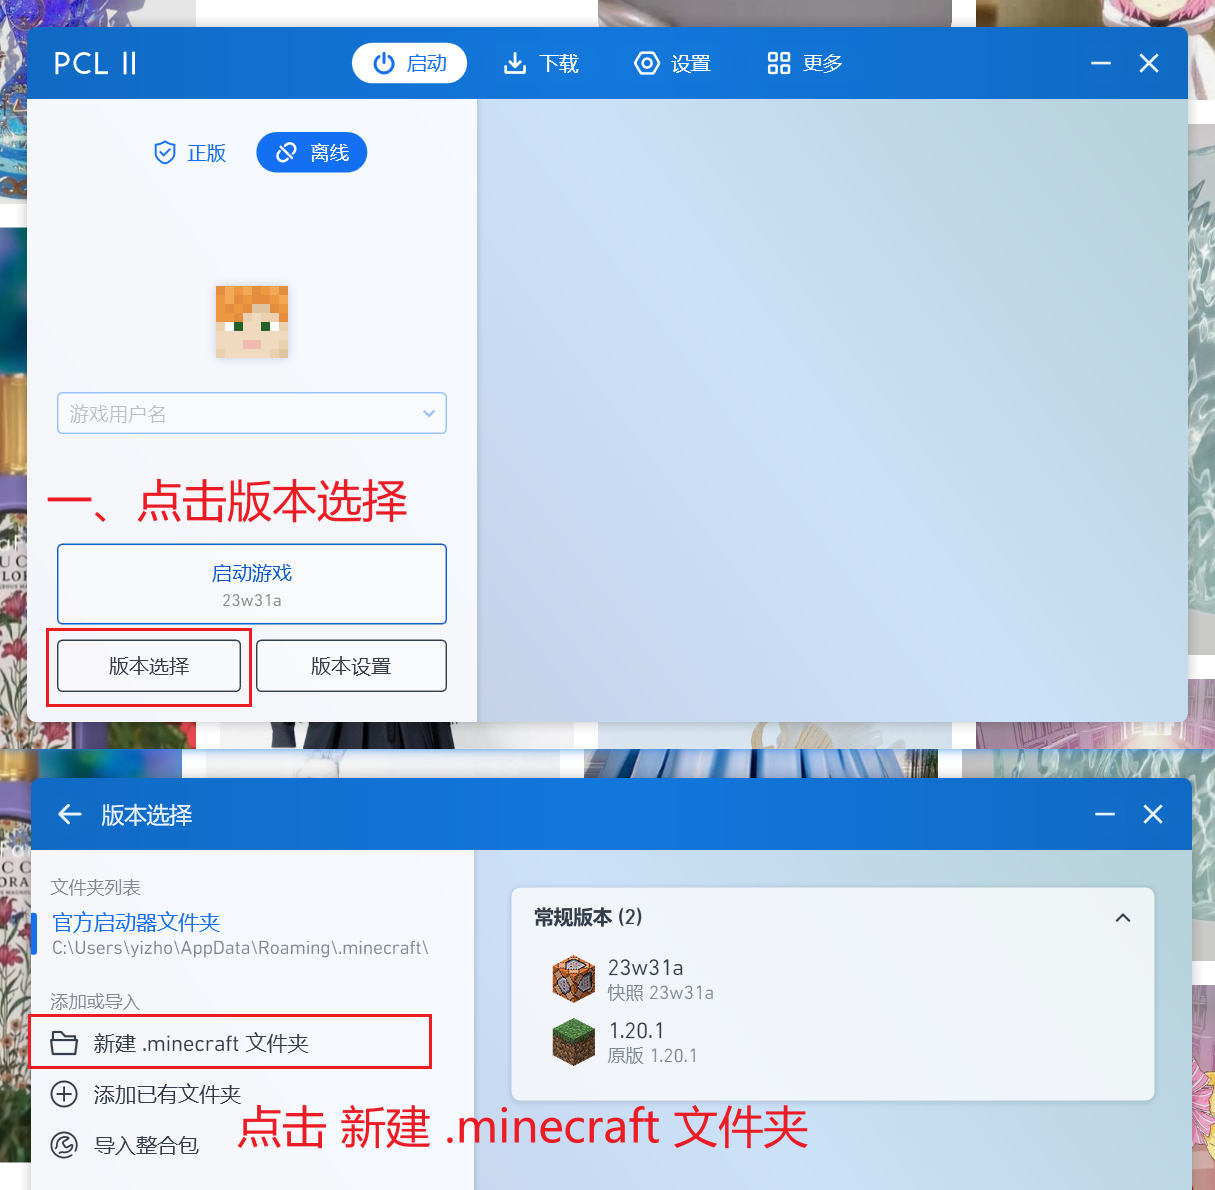 PCL II
启动
下载
设置
更多
正版
离线
游戏用户名
一、点击版本选择
启动游戏
23w31a
版本选择
版本设置
版本选择
文件夹列表
官方启动器文件夹
C:\Users\yizho\AppData\Roaming\.minecraft\
添加或导入
新建 .minecraft 文件夹
添加已有文件夹
导入整合包
点击 新建 .minecraft 文件夹
常规版本 (2)
23w31a
快照 23w31a
1.20.1
原版 1.20.1